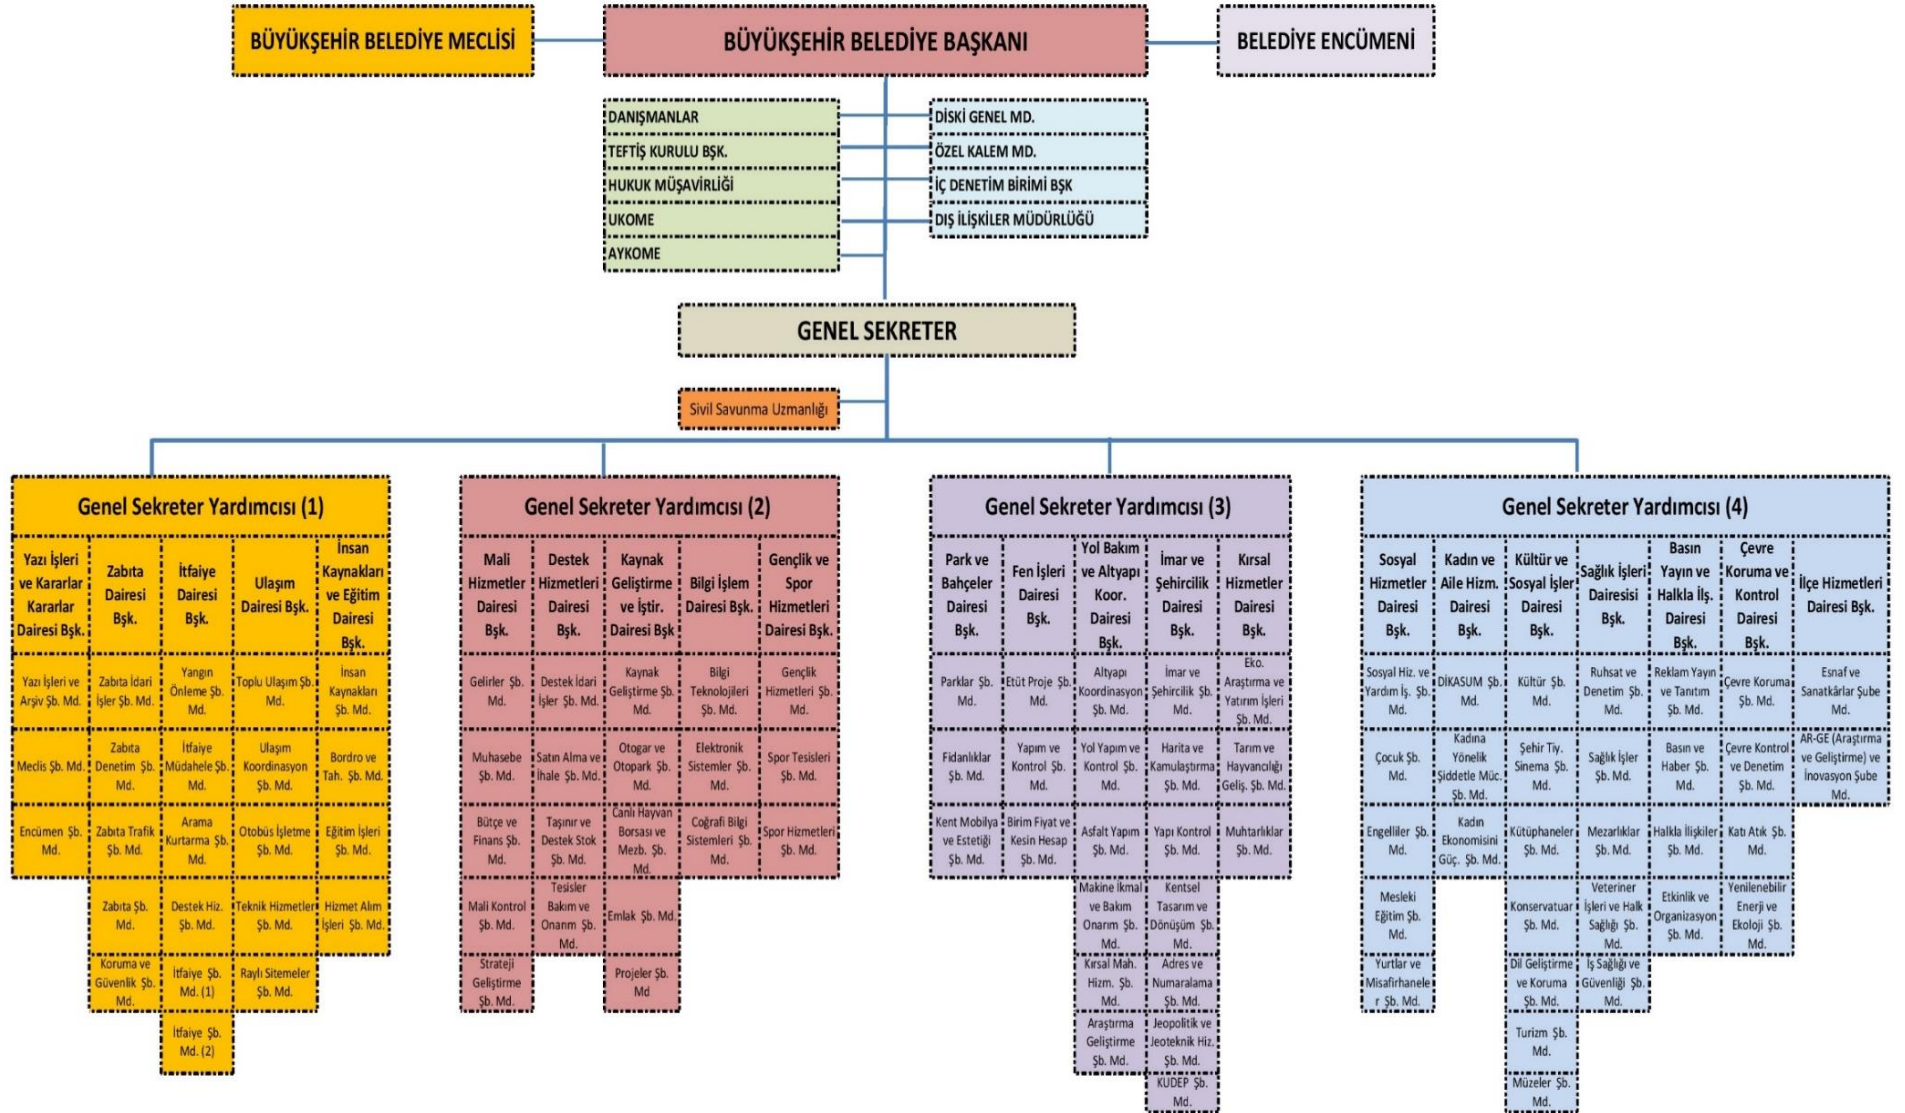 BÜYÜKŞEHİR BELEDİYE MECLİSİ
BÜYÜKŞEHİR BELEDİYE BAŞKANI
BELEDİYE ENCÜMENİ
DANIŞMANLAR
TEFTİŞ KURULU BŞK.
HUKUK MÜŞAVİRLİĞİ
UKOME
AYKOME
DİSKİ GENEL MD.
ÖZEL KALEM MD.
İÇ DENETİM BİRİMİ BŞK
DIŞ İLİŞKİLER MÜDÜRLÜĞÜ
GENEL SEKRETER
Sivil Savunma Uzmanlığı
Genel Sekreter Yardımcısı (1)
Yazı İşleri
ve Kararlar
Kararlar
Dairesi Bşk.
Yazı İşleri ve
Arşiv Şb. Md.
Meclis Şb. Md.
Encümen Şb.
Md.
Zabıta
Dairesi
Bşk.
Zabıta İdari
İşler Şb. Md.
Zabıta
Denetim Şb.
Md.
Zabıta Trafik
Şb. Md.
Zabıta Şb.
Md.
Koruma ve
Güvenlik Şb.
Md.
İtfaiye
Dairesi
Bşk.
Yangın
Önleme Şb.
Md.
İtfaiye
Müdahele Şb.
Md.
Arama
Kurtarma Şb.
Md.
Destek Hiz.
Şb. Md.
İtfaiye Şb.
Md. (1)
İtfaiye Şb.
Md. (2)
Ulaşım
Dairesi Bşk.
Toplu Ulaşım Şb.
Md.
Ulaşım
Koordinasyon
Şb. Md.
Otobüs İşletme
Şb. Md.
Teknik Hizmetler
Şb. Md.
Raylı Sitemeler
Şb. Md.
İnsan
Kaynakları
ve Eğitim
Dairesi
Bşk.
İnsan
Kaynakları
Şb. Md.
Bordro ve
Tah. Şb. Md.
Eğitim İşleri
Şb. Md.
Hizmet Alım
İşleri Şb. Md.
Genel Sekreter Yardımcısı (2)
Mali
Hizmetler
Dairesi
Bşk.
Gelirler Şb.
Md.
Muhasebe
Şb. Md.
Bütçe ve
Finans Şb.
Md.
Mali Kontrol
Şb. Md.
Strateji
Geliştirme
Şb. Md.
Destek
Hizmetleri
Dairesi
Bşk.
Destek İdari
İşler Şb. Md.
Satın Alma ve
İhale Şb. Md.
Taşınır ve
Destek Stok
Şb. Md.
Tesisler
Bakım ve
Onarım Şb.
Md.
Kaynak
Geliştirme
ve İştir.
Dairesi Bşk
Kaynak
Geliştirme Şb.
Md.
Otogar ve
Otopark Şb.
Md.
Canlı Hayvan
Borsası ve
Mezb. Şb.
Md.
Emlak Şb. Md.
Projeler Şb.
Md
Bilgi İşlem
Dairesi Bşk.
Bilgi
Teknolojileri
Şb. Md.
Elektronik
Sistemler Şb.
Md.
Coğrafi Bilgi
Sistemleri Şb.
Md.
Gençlik ve
Spor
Hizmetleri
Dairesi Bşk.
Gençlik
Hizmetleri Şb.
Md.
Spor Tesisleri
Şb. Md.
Spor Hizmetleri
Şb. Md.
Genel Sekreter Yardımcısı (3)
Park ve
Bahçeler
Dairesi
Bşk.
Parklar Şb.
Md.
Fidanlıklar
Şb. Md.
Kent Mobilya
ve Estetiği
Şb. Md.
Fen İşleri
Dairesi
Bşk.
Etüt Proje Şb.
Md.
Yapım ve
Kontrol Şb.
Md.
Birim Fiyat ve
Kesin Hesap
Şb. Md.
Yol Bakım
ve Altyapı
Koor.
Dairesi
Bşk.
Altyapı
Koordinasyon
Şb. Md.
Yol Yapım ve
Kontrol Şb.
Md.
Asfalt Yapım
Şb. Md.
Makine İkmal
ve Bakım
Onarım Şb.
Md.
Kırsal Mah.
Hizm. Şb.
Md.
Araştırma
Geliştirme
Şb. Md.
İmar ve
Şehircilik
Dairesi
Bşk.
İmar ve
Şehircilik Şb.
Md.
Harita ve
Kamulaştırma
Şb. Md.
Yapı Kontrol
Şb. Md.
Kentsel
Tasarım ve
Dönüşüm Şb.
Md.
Adres ve
Numaralama
Şb. Md.
Jeopolitik ve
Jeoteknik Hiz.
Şb. Md.
KUDEP Şb.
Md.
Kırsal
Hizmetler
Dairesi
Bşk.
Eko.
Araştırma ve
Yatırım İşleri
Şb. Md.
Tarım ve
Hayvancılığı
Geliş. Şb. Md.
Muhtarlıklar
Şb. Md.
Genel Sekreter Yardımcısı (4)
Sosyal
Hizmetler
Dairesi
Bşk.
Sosyal Hiz. ve
Yardım İş. Şb.
Md.
Çocuk Şb.
Md.
Engelliler Şb.
Md.
Mesleki
Eğitim Şb.
Md.
Yurtlar ve
Misafirhanele
r Şb. Md.
Kadın ve
Aile Hizm.
Dairesi
Bşk.
DİKASUM Şb.
Md.
Kadına
Yönelik
Şiddetle Müc.
Şb. Md.
Kadın
Ekonomisini
Güç. Şb. Md.
Kültür ve
Sosyal İşler
Dairesi
Bşk.
Kültür Şb.
Md.
Şehir Tiy.
Sinema Şb.
Md.
Kütüphaneler
Şb. Md.
Konservatuar
Şb. Md.
Dil Geliştirme
ve Koruma
Şb. Md.
Turizm Şb.
Md.
Müzeler Şb.
Md.
Sağlık İşleri
Dairesisi
Bşk.
Ruhsat ve
Denetim Şb.
Md.
Sağlık İşler
Şb. Md.
Mezarlıklar
Şb. Md.
Veteriner
İşleri ve Halk
Sağlığı Şb.
Md.
İş Sağlığı ve
Güvenliği Şb.
Md.
Basın
Yayın ve
Halkla İlş.
Dairesi
Bşk.
Reklam Yayın
ve Tanıtım
Şb. Md.
Basın ve
Haber Şb.
Md.
Halkla İlişkiler
Şb. Md.
Etkinlik ve
Organizasyon
Şb. Md.
Çevre
Koruma ve
Kontrol
Dairesi
Bşk.
Çevre Koruma
Şb. Md.
Çevre Kontrol
ve Denetim
Şb. Md.
Katı Atık Şb.
Md.
Yenilenebilir
Enerji ve
Ekoloji Şb.
Md.
İlçe Hizmetleri
Dairesi Bşk.
Esnaf ve
Sanatkârlar Şube
Md.
AR-GE (Araştırma
ve Geliştirme) ve
İnovasyon Şube
Md.